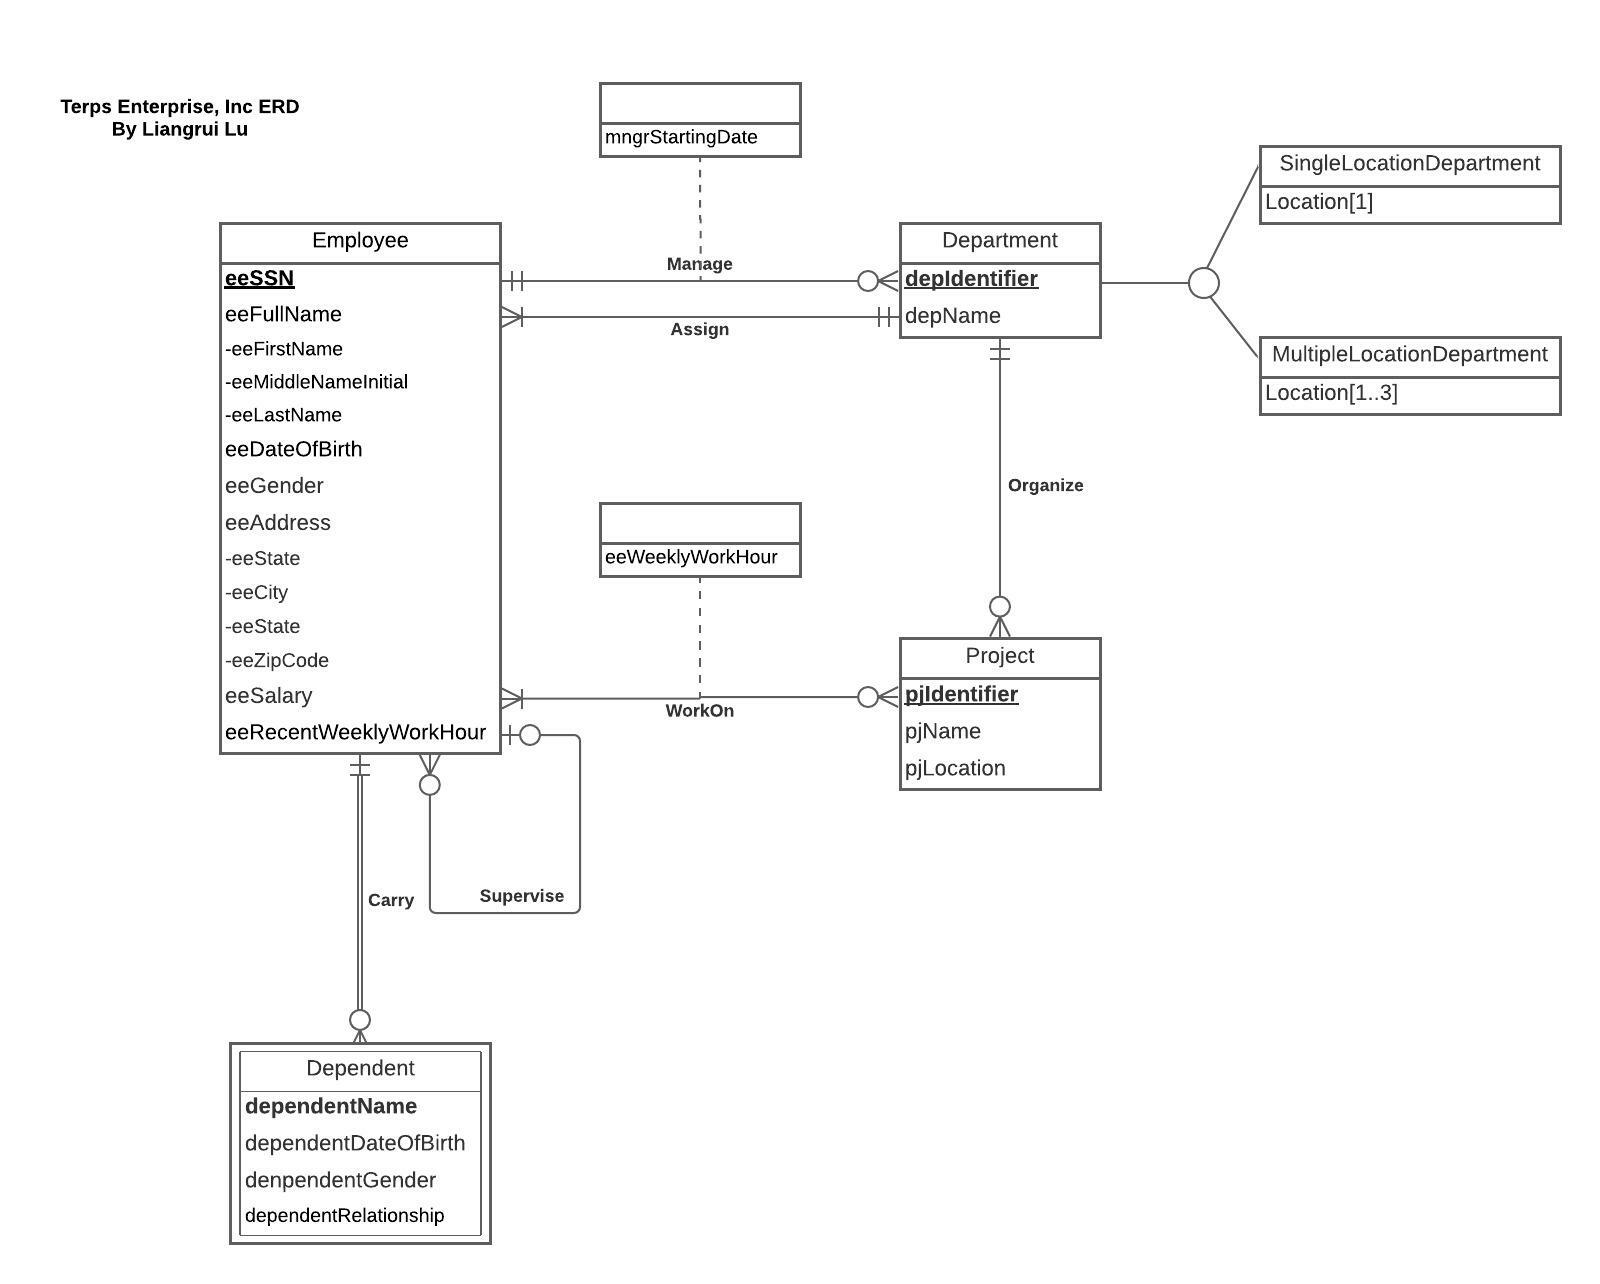 Terps Enterprise, Inc ERD
By Liangrui Lu
mngrStartingDate
SingleLocationDepartment
Location[1]
Employee
eeSSN
eeFullName
-eeFirstName
-eeMiddleNameInitial
-eeLastName
eeDateOfBirth
eeGender
eeAddress
-eeState
-eeCity
-eeState
-eeZipCode
eeSalary
eeRecentWeeklyWorkHour
Manage
Assign
Department
depIdentifier
depName
MultipleLocationDepartment
Location[1..3]
Organize
eeWeeklyWorkHour
WorkOn
Project
pjIdentifier
pjName
pjLocation
Supervise
Carry
Dependent
dependentName
dependentDateOfBirth
denpendentGender
dependentRelationship